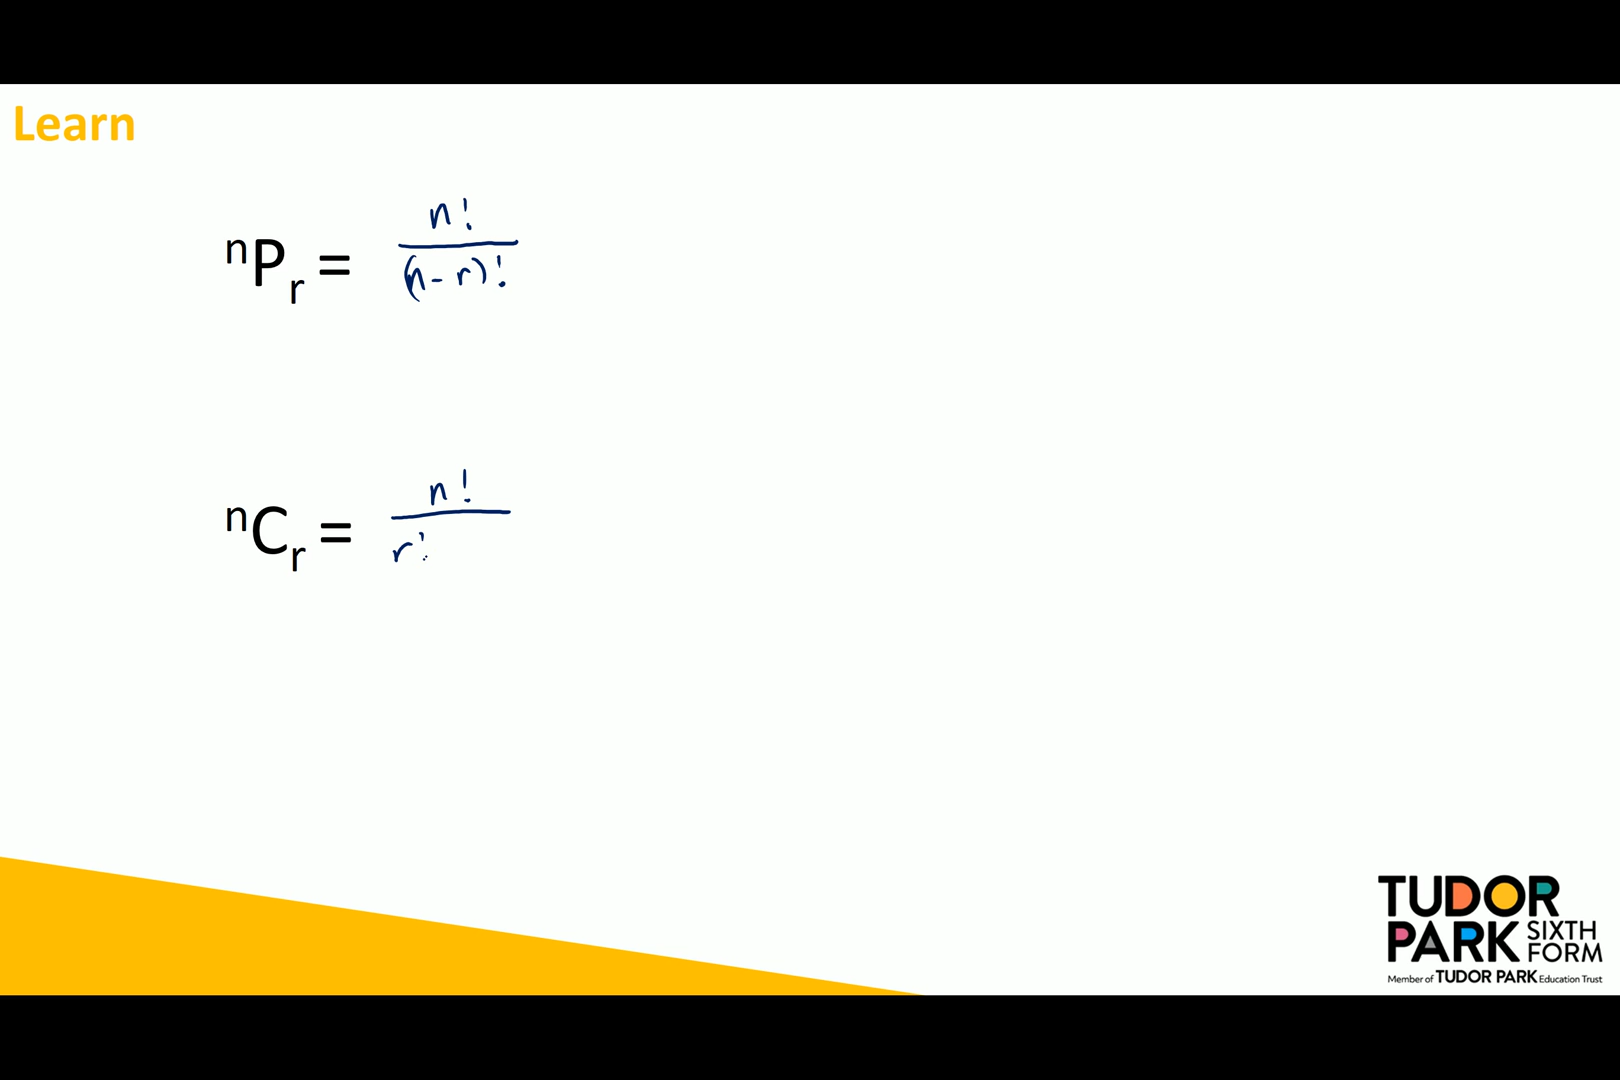 Learn
nPr = n! / (n - r)!
nCr = n! / r!
TUDOR
PARK SIXTH FORM
Member of TUDOR PARK Education Trust